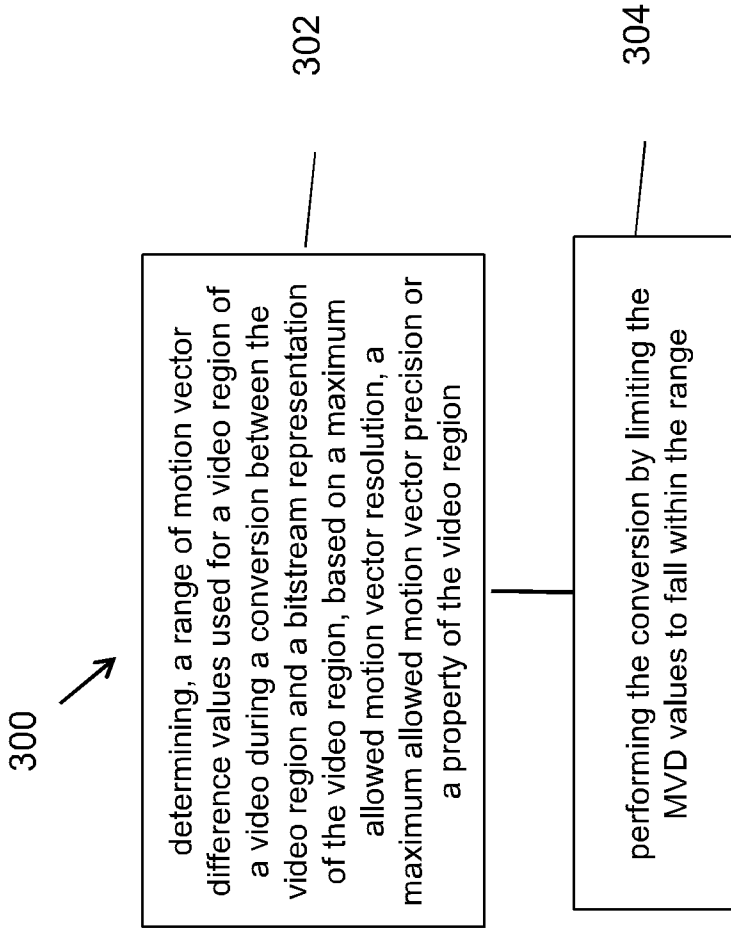 300
determining, a range of motion vector
difference values used for a video region of
a video during a conversion between the
video region and a bitstream representation
of the video region, based on a maximum
allowed motion vector resolution, a
maximum allowed motion vector precision or
a property of the video region
302
performing the conversion by limiting the
MVD values to fall within the range
304